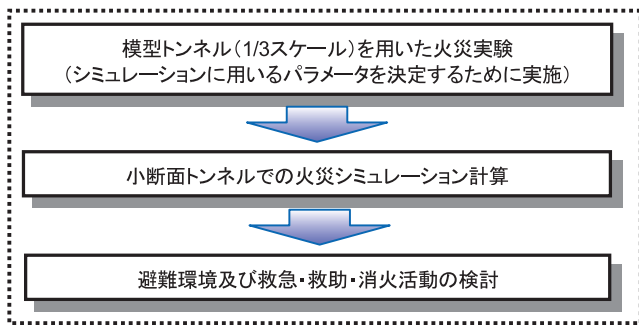 模型トンネル(1/3スケール)を用いた火災実験
(シミュレーションに用いるパラメータを決定するために実施)
小断面トンネルでの火災シミュレーション計算
避難環境及び救急・救助・消火活動の検討